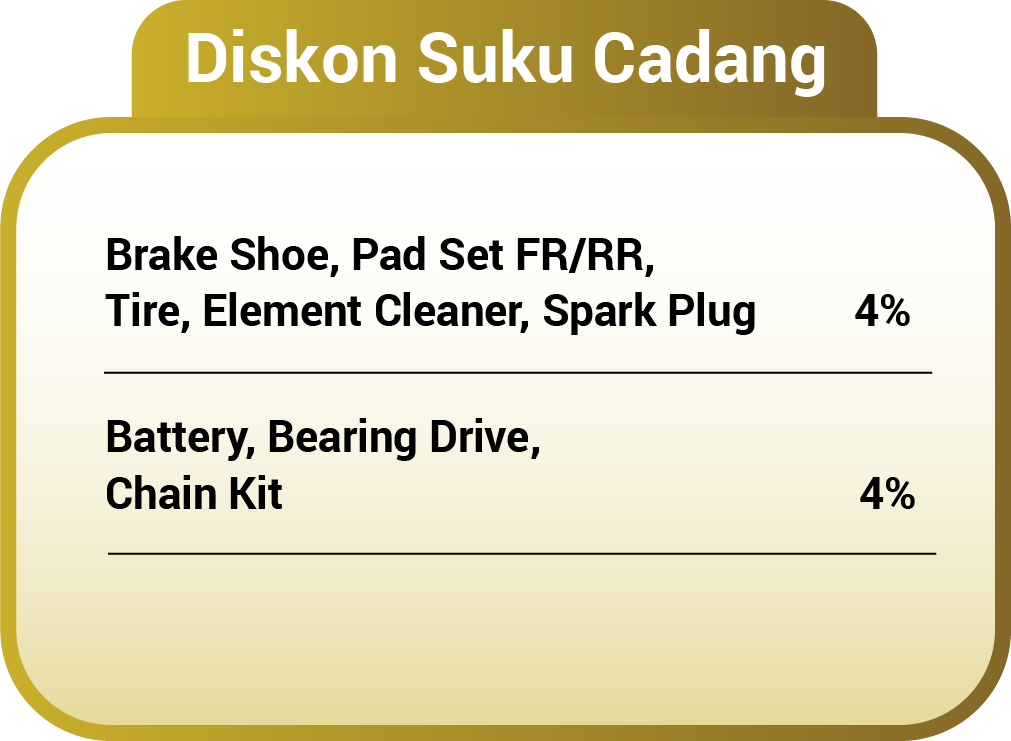 Diskon Suku Cadang
Brake Shoe, Pad Set FR/RR,
Tire, Element Cleaner, Spark Plug 4%
Battery, Bearing Drive,
Chain Kit 4%